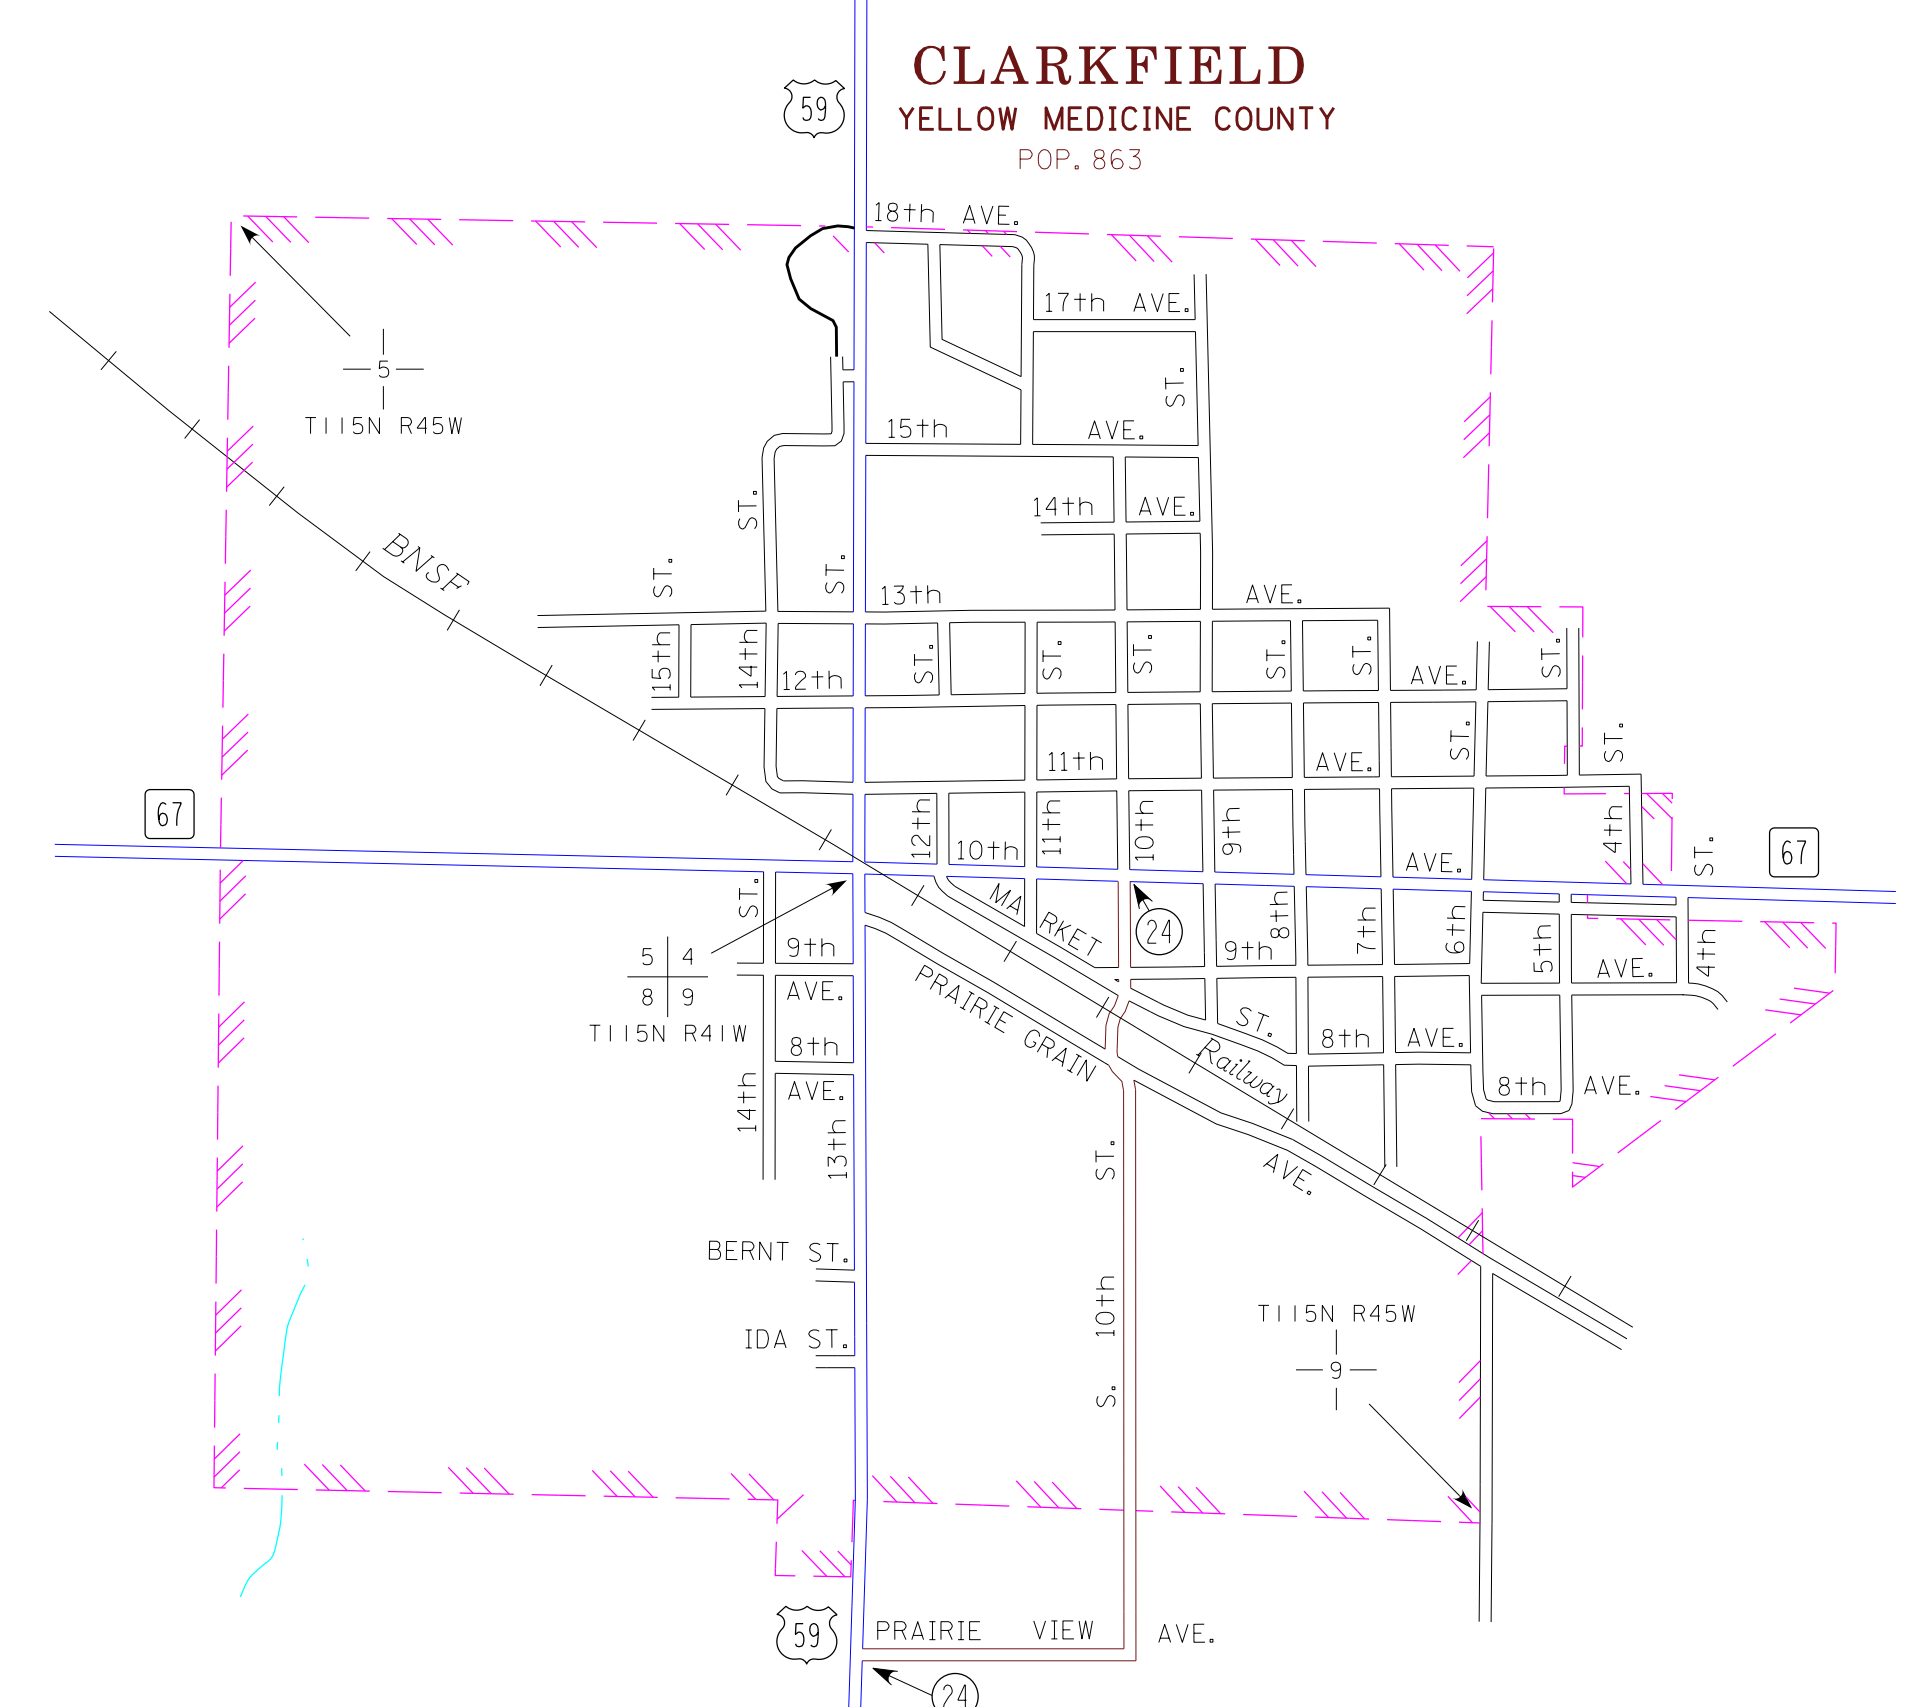 CLARKFIELD
YELLOW MEDICINE COUNTY
POP. 863
59
18th AVE.
17th AVE.
5
T115N R45W
ST.
15th AVE.
14th AVE.
ST.
ST.
ST.
BNSF
13th AVE.
15th
14th
12th
ST.
ST.
ST.
ST.
ST.
AVE.
ST.
11th AVE.
ST.
ST.
67
12th
10th
11th
10th
9th
AVE.
4th
ST.
67
ST.
MARKET
24
8th
7th
6th
5th
4th
9th
AVE.
9th
AVE.
5 4
8 9
T115N R41W
PRAIRIE GRAIN
ST.
8th AVE.
8th
AVE.
Railway
8th AVE.
14th
13th
ST.
AVE.
BERNT ST.
10th
IDA ST.
S.
T115N R45W
9
59
PRAIRIE VIEW AVE.
24